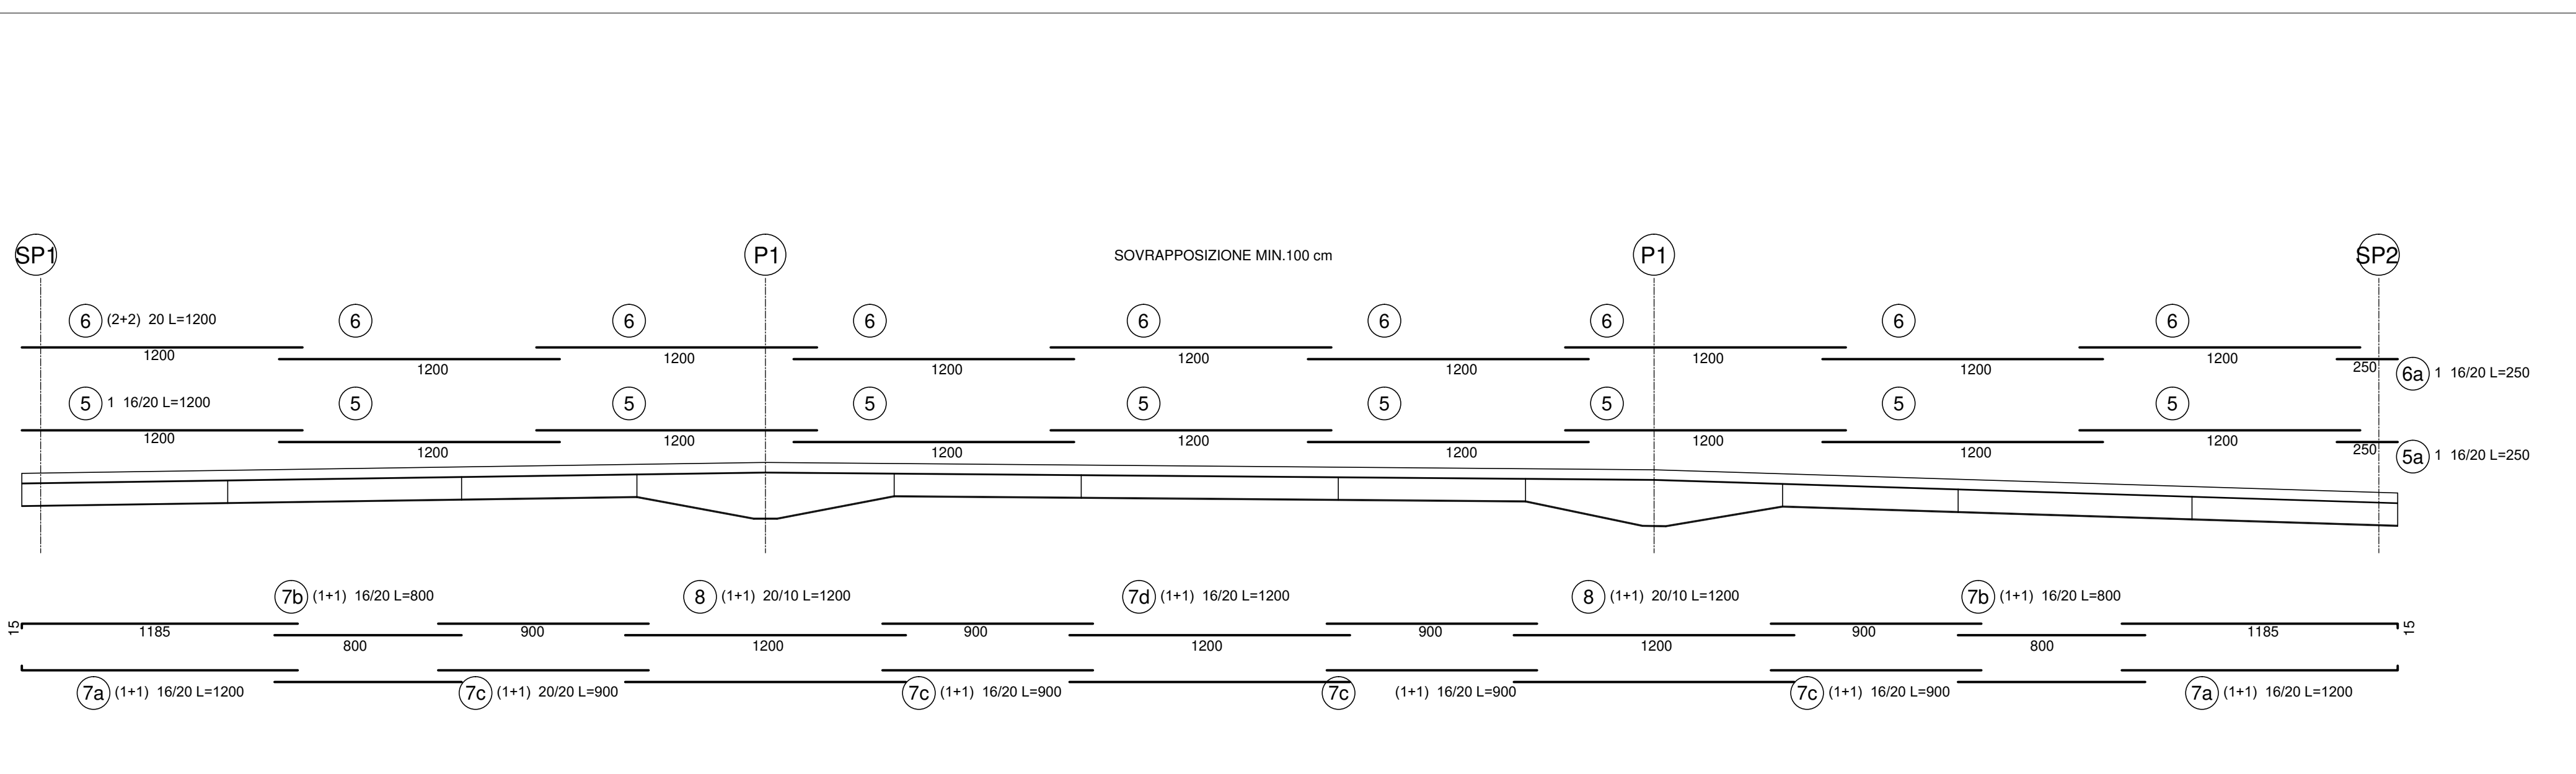 SP1 P1 SOVRAPPOSIZIONE MIN.100 cm P1 SP2
6 (2+2) 20 L=1200 6 6 6 6 6 6 6 6
1200 1200 1200 1200 1200
1200 1200 1200 1200 250
6a 1 16/20 L=250
5 1 16/20 L=1200 5 5 5 5 5 5 5 5
1200 1200 1200 1200 1200
1200 1200 1200 1200 250
5a 1 16/20 L=250
7b (1+1) 16/20 L=800 8 (1+1) 20/10 L=1200 7d (1+1) 16/20 L=1200 8 (1+1) 20/10 L=1200 7b (1+1) 16/20 L=800
15 1185 900 900 900 900 1185 15
800 1200 1200 1200 800
7a (1+1) 16/20 L=1200 7c (1+1) 20/20 L=900 7c (1+1) 16/20 L=900 7c (1+1) 16/20 L=900 7c (1+1) 16/20 L=900 7a (1+1) 16/20 L=1200